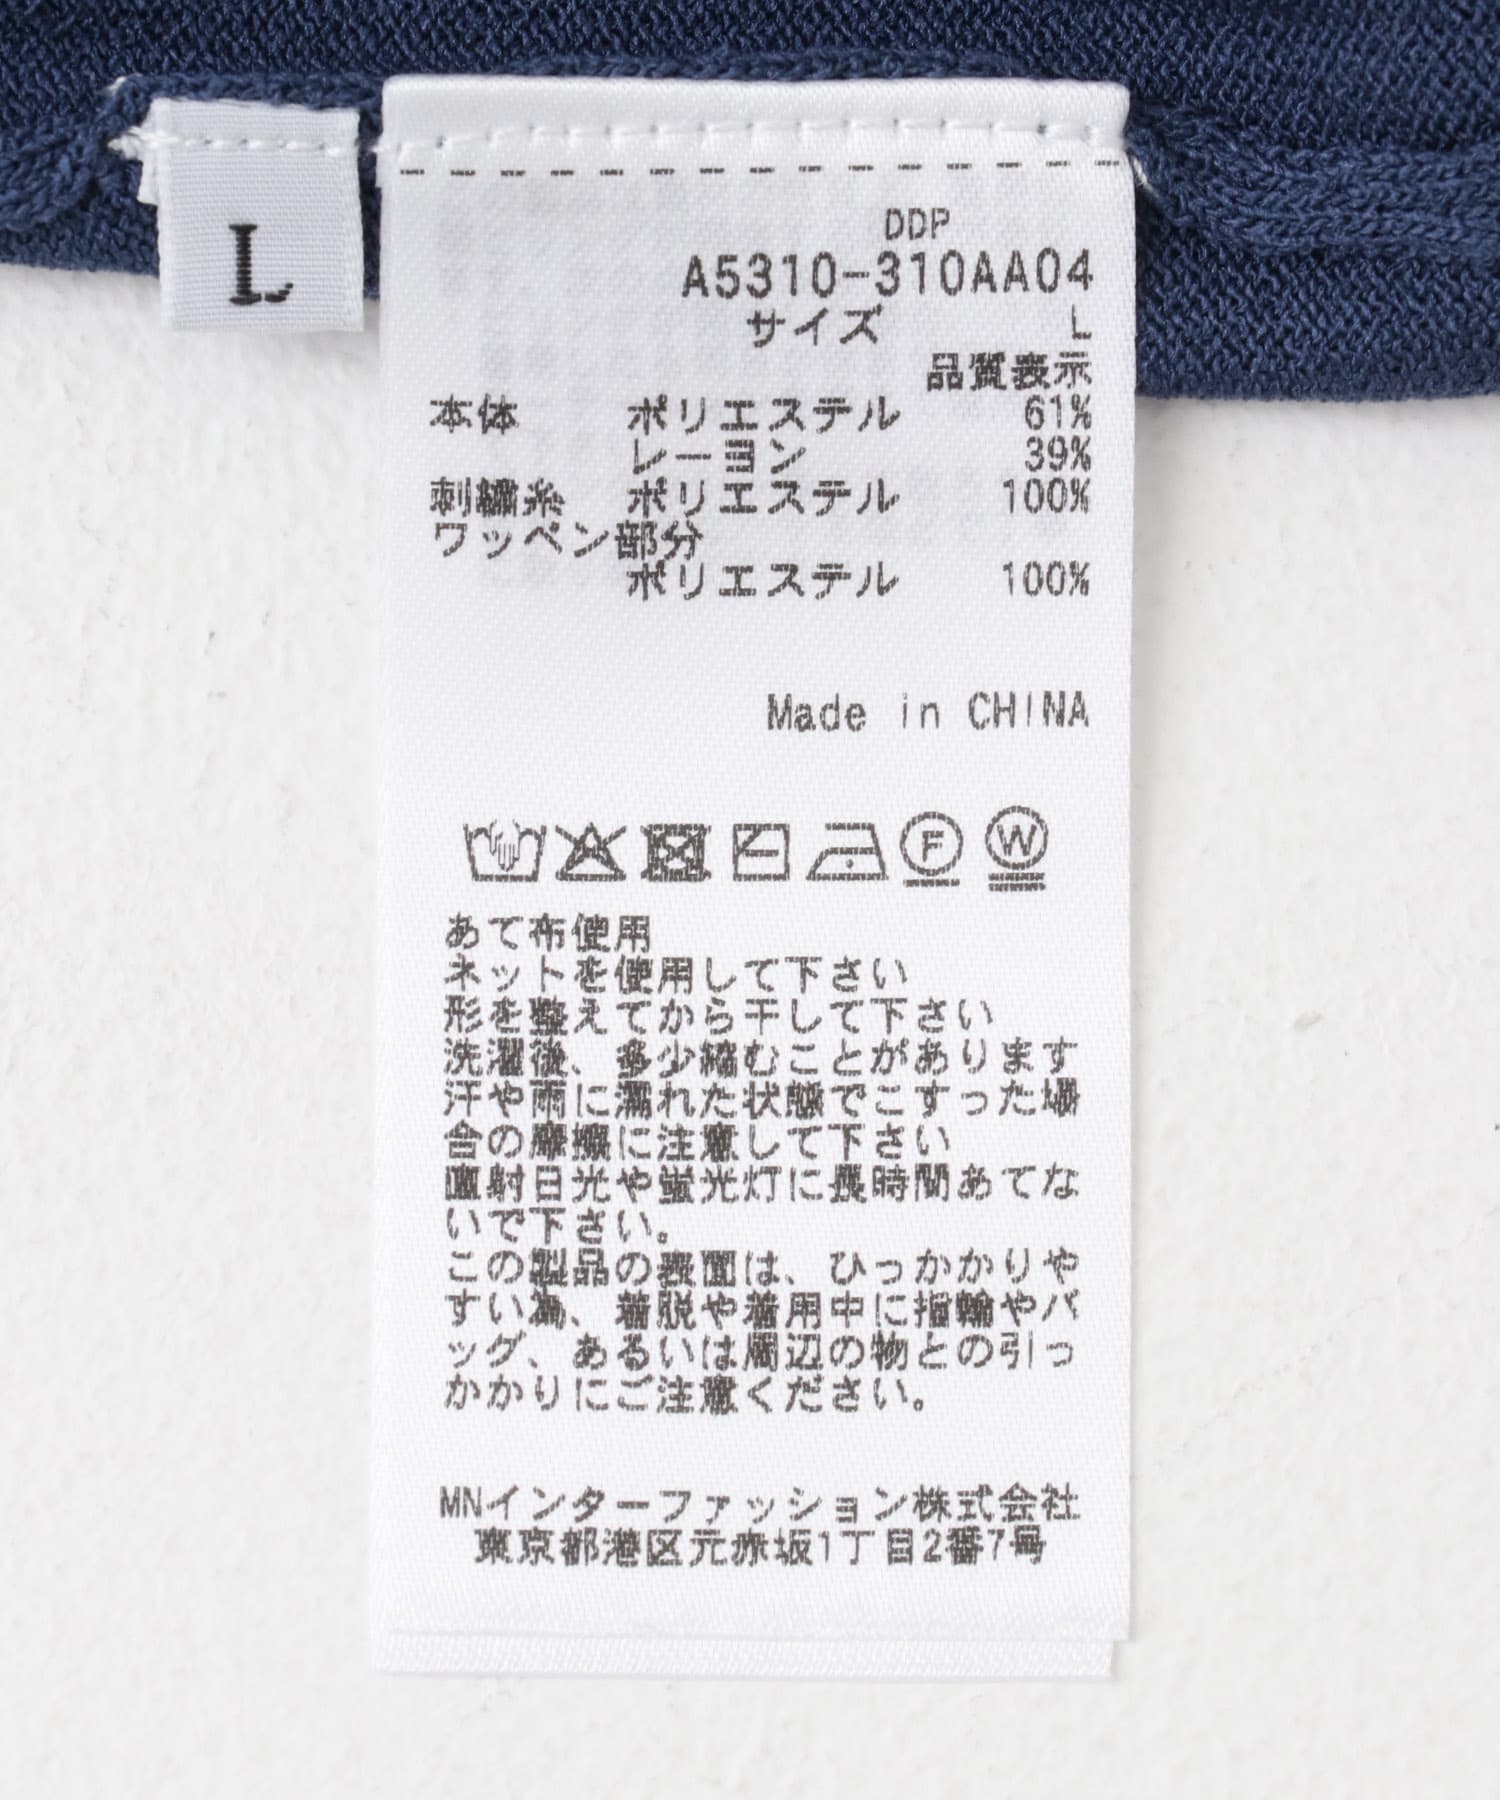 L
DDP
A5310-310AA04
サイズ L
品質表示
本体 ポリエステル 61%
レーヨン 39%
刺繍糸 ポリエステル 100%
ワッペン部分
ポリエステル 100%
Made in CHINA
F W
あて布使用
ネットを使用して下さい
形を整えてから干して下さい
洗濯後、多少縮むことがあります
汗や雨に濡れた状態でこすった場
合の摩擦に注意して下さい
直射日光や蛍光灯に長時間あてな
いで下さい。
この製品の表面は、ひっかかりや
すい為、着脱や着用中に指輪やバ
ッグ、あるいは周辺の物との引っ
かかりにご注意ください。
MNインターファッション株式会社
東京都港区元赤坂1丁目2番7号